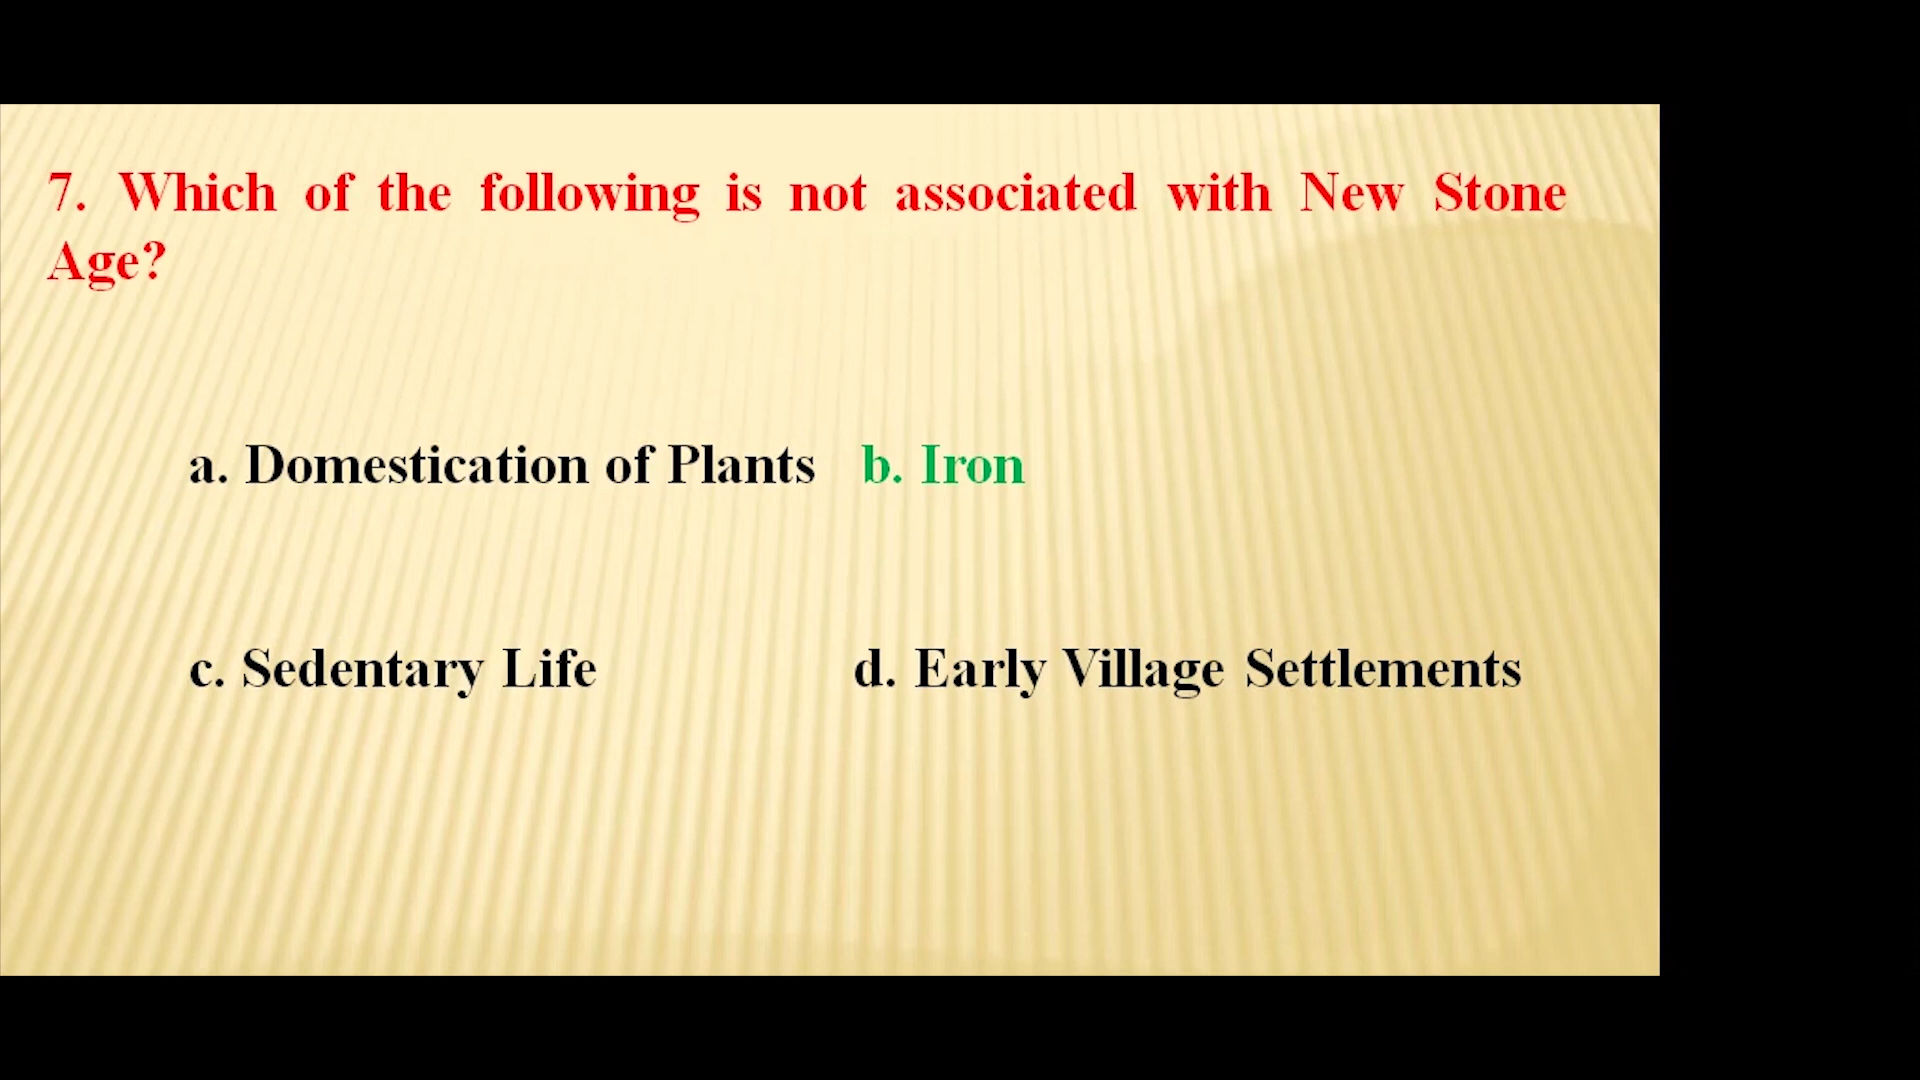 7. Which of the following is not associated with New Stone
Age?
a. Domestication of Plants b. Iron
c. Sedentary Life d. Early Village Settlements